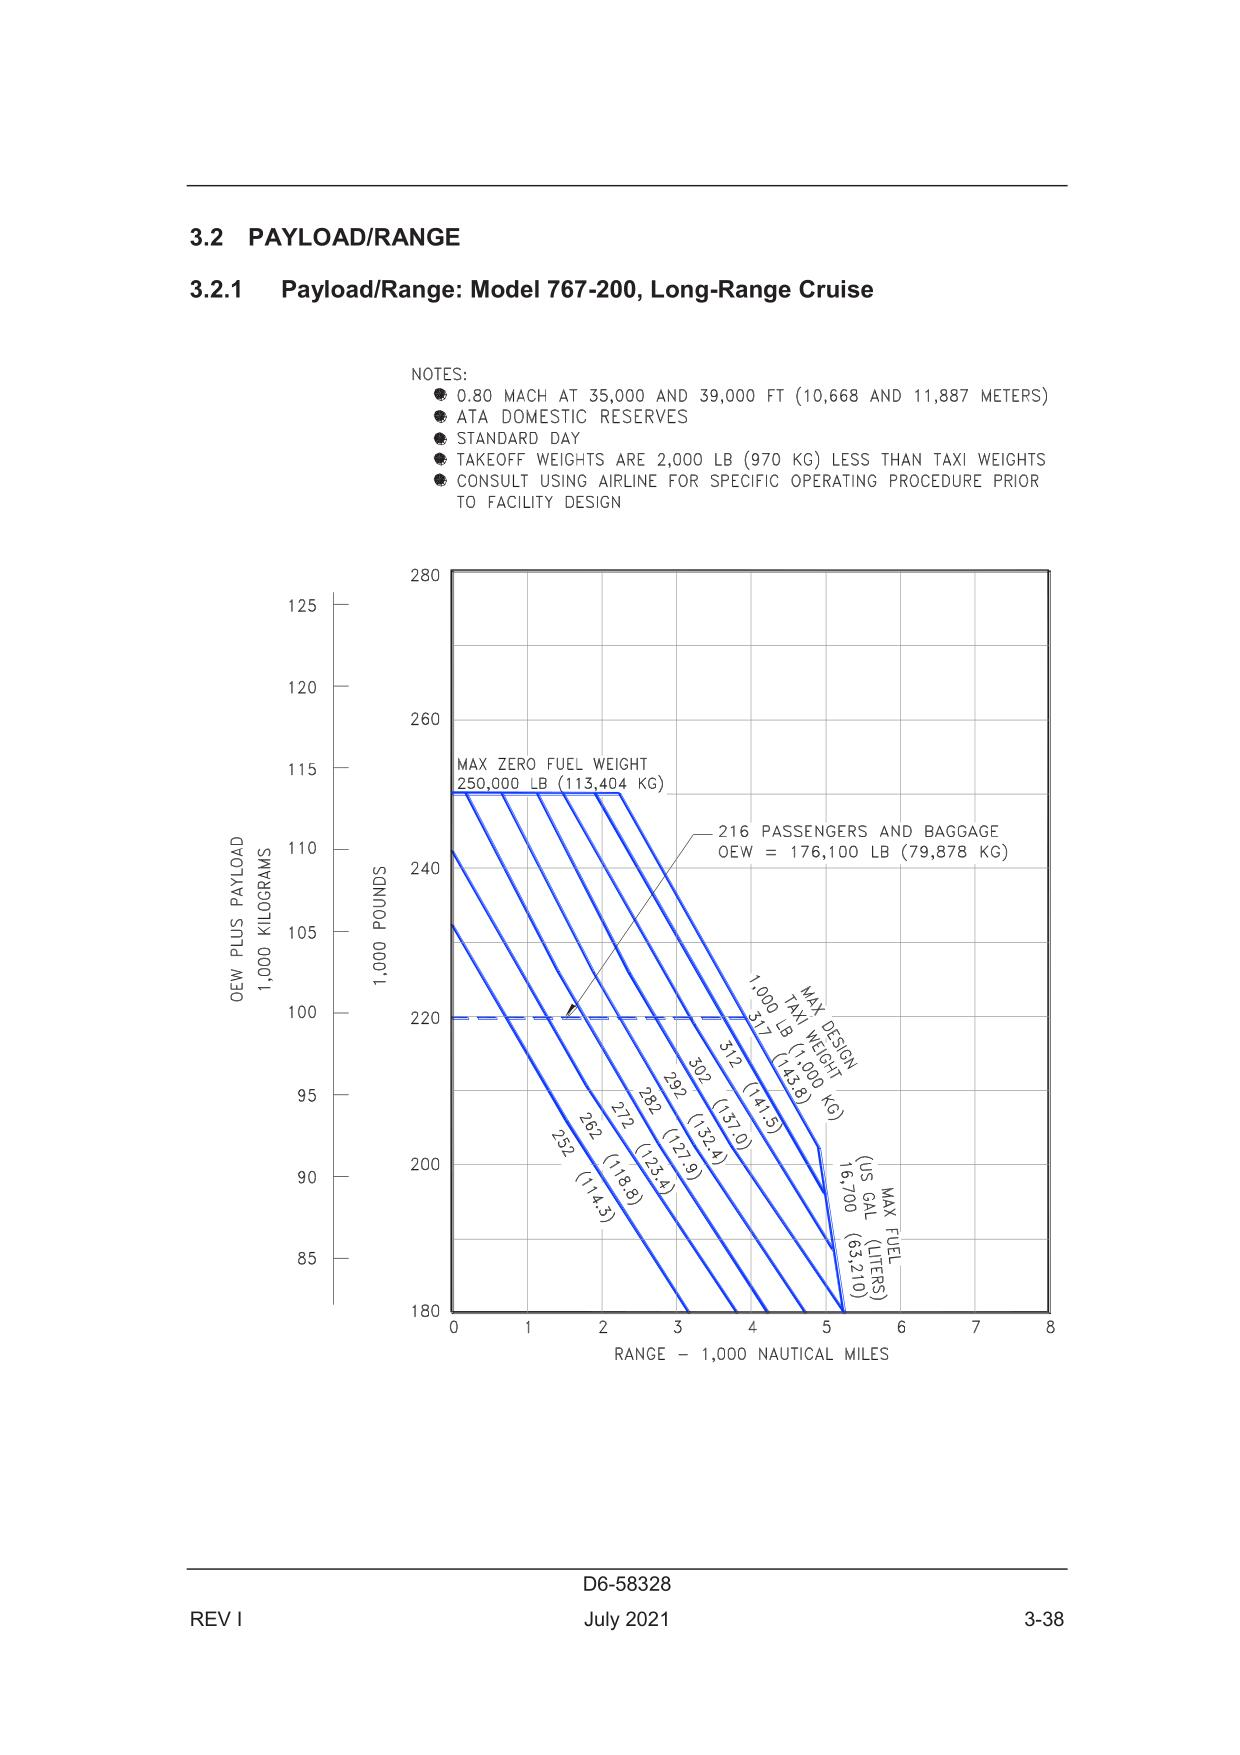 3.2 PAYLOAD/RANGE
3.2.1 Payload/Range: Model 767-200, Long-Range Cruise
NOTES:
● 0.80 MACH AT 35,000 AND 39,000 FT (10,668 AND 11,887 METERS)
● ATA DOMESTIC RESERVES
● STANDARD DAY
● TAKEOFF WEIGHTS ARE 2,000 LB (970 KG) LESS THAN TAXI WEIGHTS
● CONSULT USING AIRLINE FOR SPECIFIC OPERATING PROCEDURE PRIOR
TO FACILITY DESIGN
OEW PLUS PAYLOAD
1,000 KILOGRAMS
125
120
115
110
105
100
95
90
85
1,000 POUNDS
280
260
240
220
200
180
MAX ZERO FUEL WEIGHT
250,000 LB (113,404 KG)
216 PASSENGERS AND BAGGAGE
OEW = 176,100 LB (79,878 KG)
MAX DESIGN
TAXI WEIGHT
1,000 LB (1,000 KG)
317 (143.8)
312 (141.5)
302 (137.0)
292 (132.4)
282 (127.9)
272 (123.4)
262 (118.8)
252 (114.3)
MAX FUEL
(US GAL (LITERS)
16,700 (63,210)
0 1 2 3 4 5 6 7 8
RANGE – 1,000 NAUTICAL MILES
D6-58328
REV I July 2021 3-38